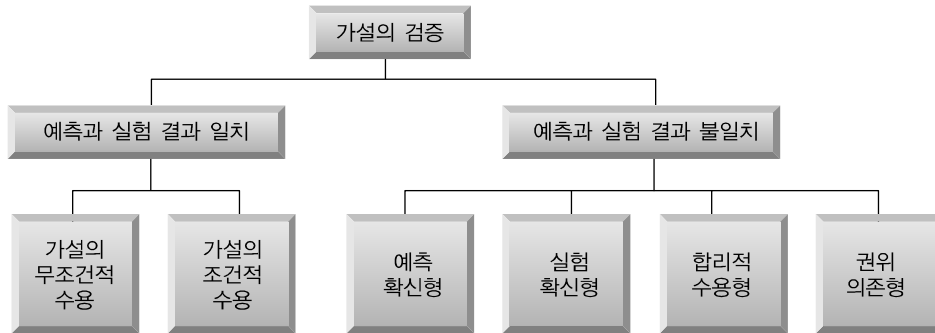 가설의 검증
예측과 실험 결과 일치
예측과 실험 결과 불일치
가설의
무조건적
수용
가설의
조건적
수용
예측
확신형
실험
확신형
합리적
수용형
권위
의존형